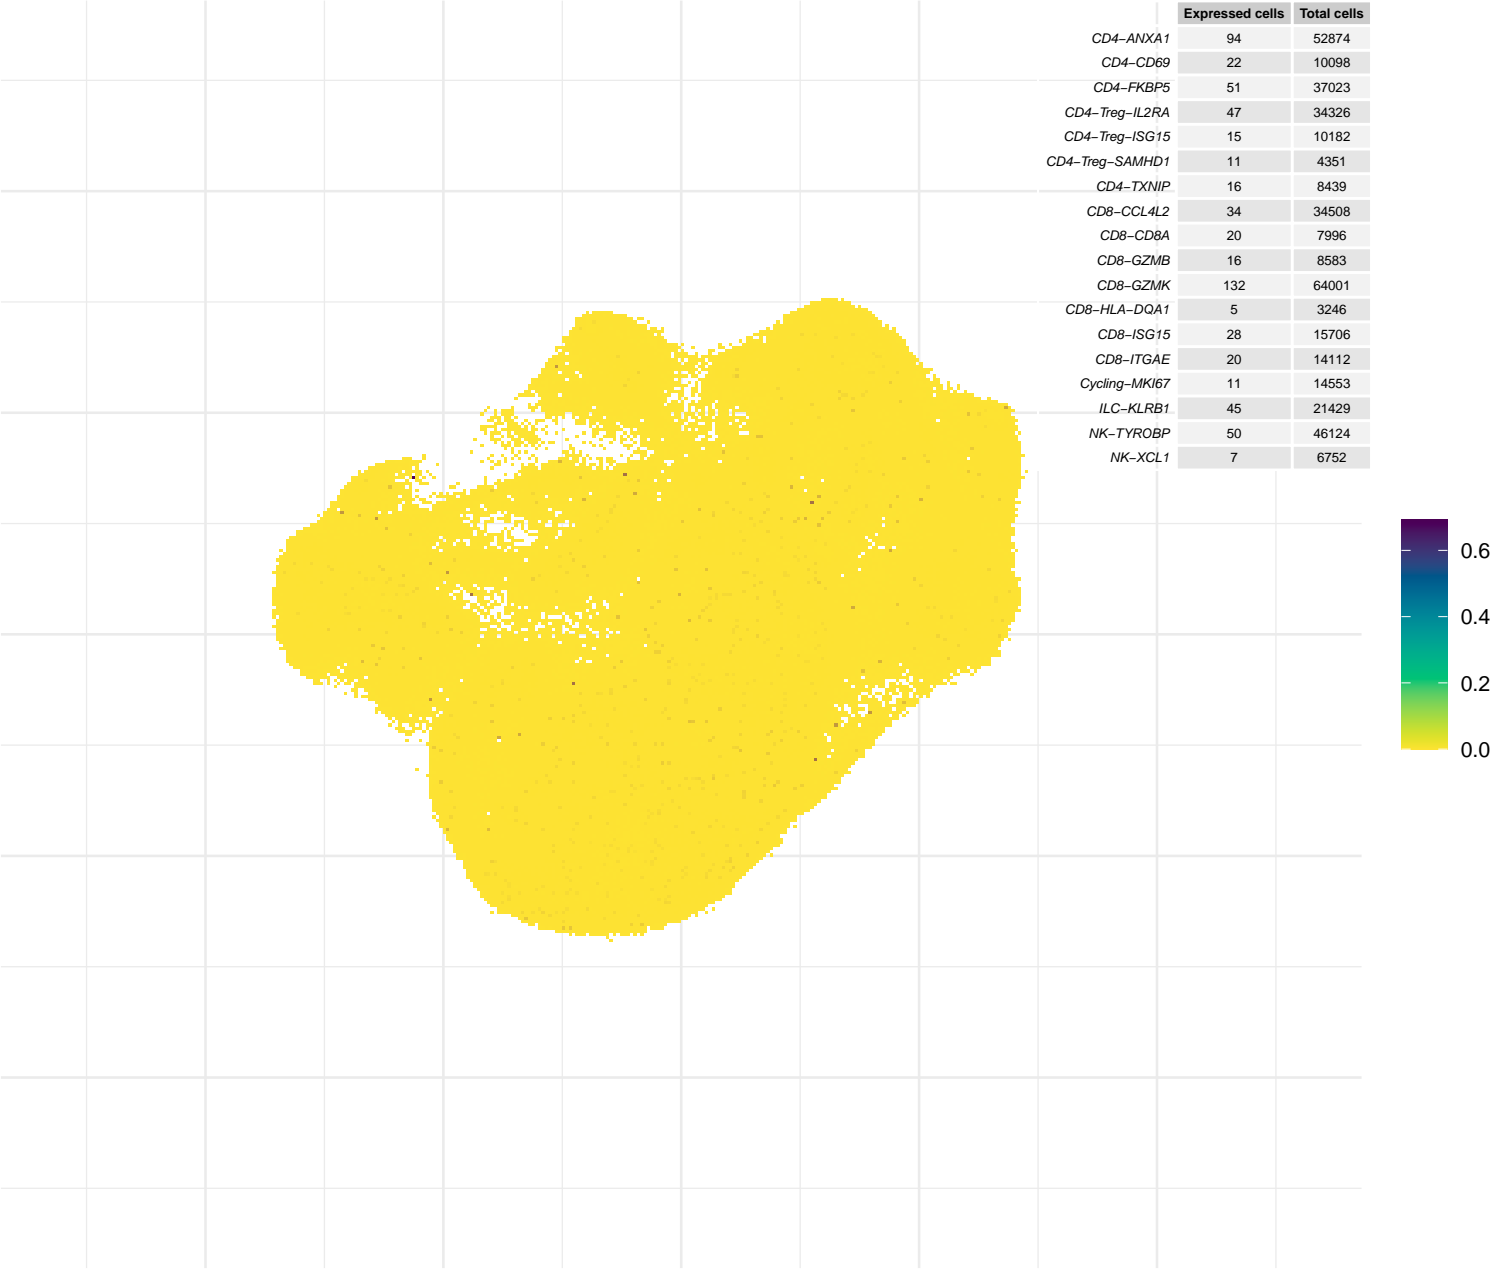 Expressed cells Total cells
CD4−ANXA1 94 52874
CD4−CD69 22 10098
CD4−FKBP5 51 37023
CD4−Treg−IL2RA 47 34326
CD4−Treg−ISG15 15 10182
CD4−Treg−SAMHD1 11 4351
CD4−TXNIP 16 8439
CD8−CCL4L2 34 34508
CD8−CD8A 20 7996
CD8−GZMB 16 8583
CD8−GZMK 132 64001
CD8−HLA−DQA1 5 3246
CD8−ISG15 28 15706
CD8−ITGAE 20 14112
Cycling−MKI67 11 14553
ILC−KLRB1 45 21429
NK−TYROBP 50 46124
NK−XCL1 7 6752
0.6
0.4
0.2
0.0